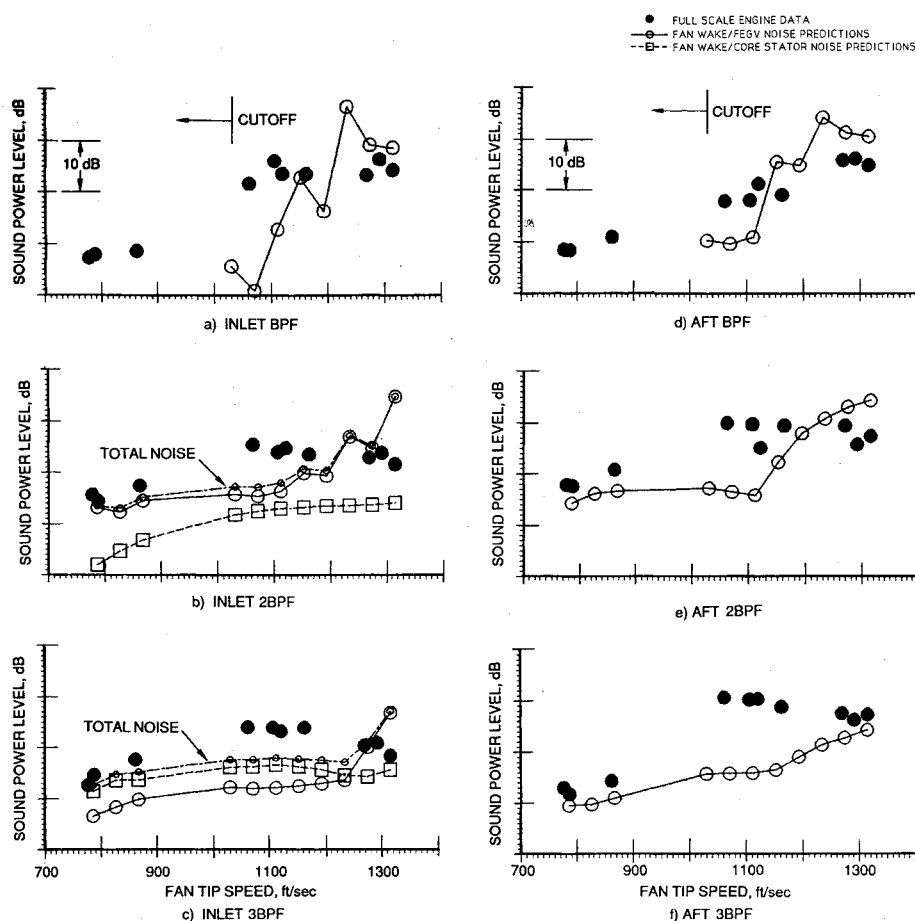 FULL SCALE ENGINE DATA
FAN WAKE/FEGV NOISE PREDICTIONS
FAN WAKE/CORE STATOR NOISE PREDICTIONS
SOUND POWER LEVEL, dB
CUTOFF
10 dB
a) INLET BPF
SOUND POWER LEVEL, dB
CUTOFF
10 dB
d) AFT BPF
SOUND POWER LEVEL, dB
TOTAL NOISE
b) INLET 2BPF
SOUND POWER LEVEL, dB
e) AFT 2BPF
SOUND POWER LEVEL, dB
TOTAL NOISE
700 900 1100 1300
FAN TIP SPEED, ft/sec
c) INLET 3BPF
SOUND POWER LEVEL, dB
700 900 1100 1300
FAN TIP SPEED, ft/sec
f) AFT 3BPF